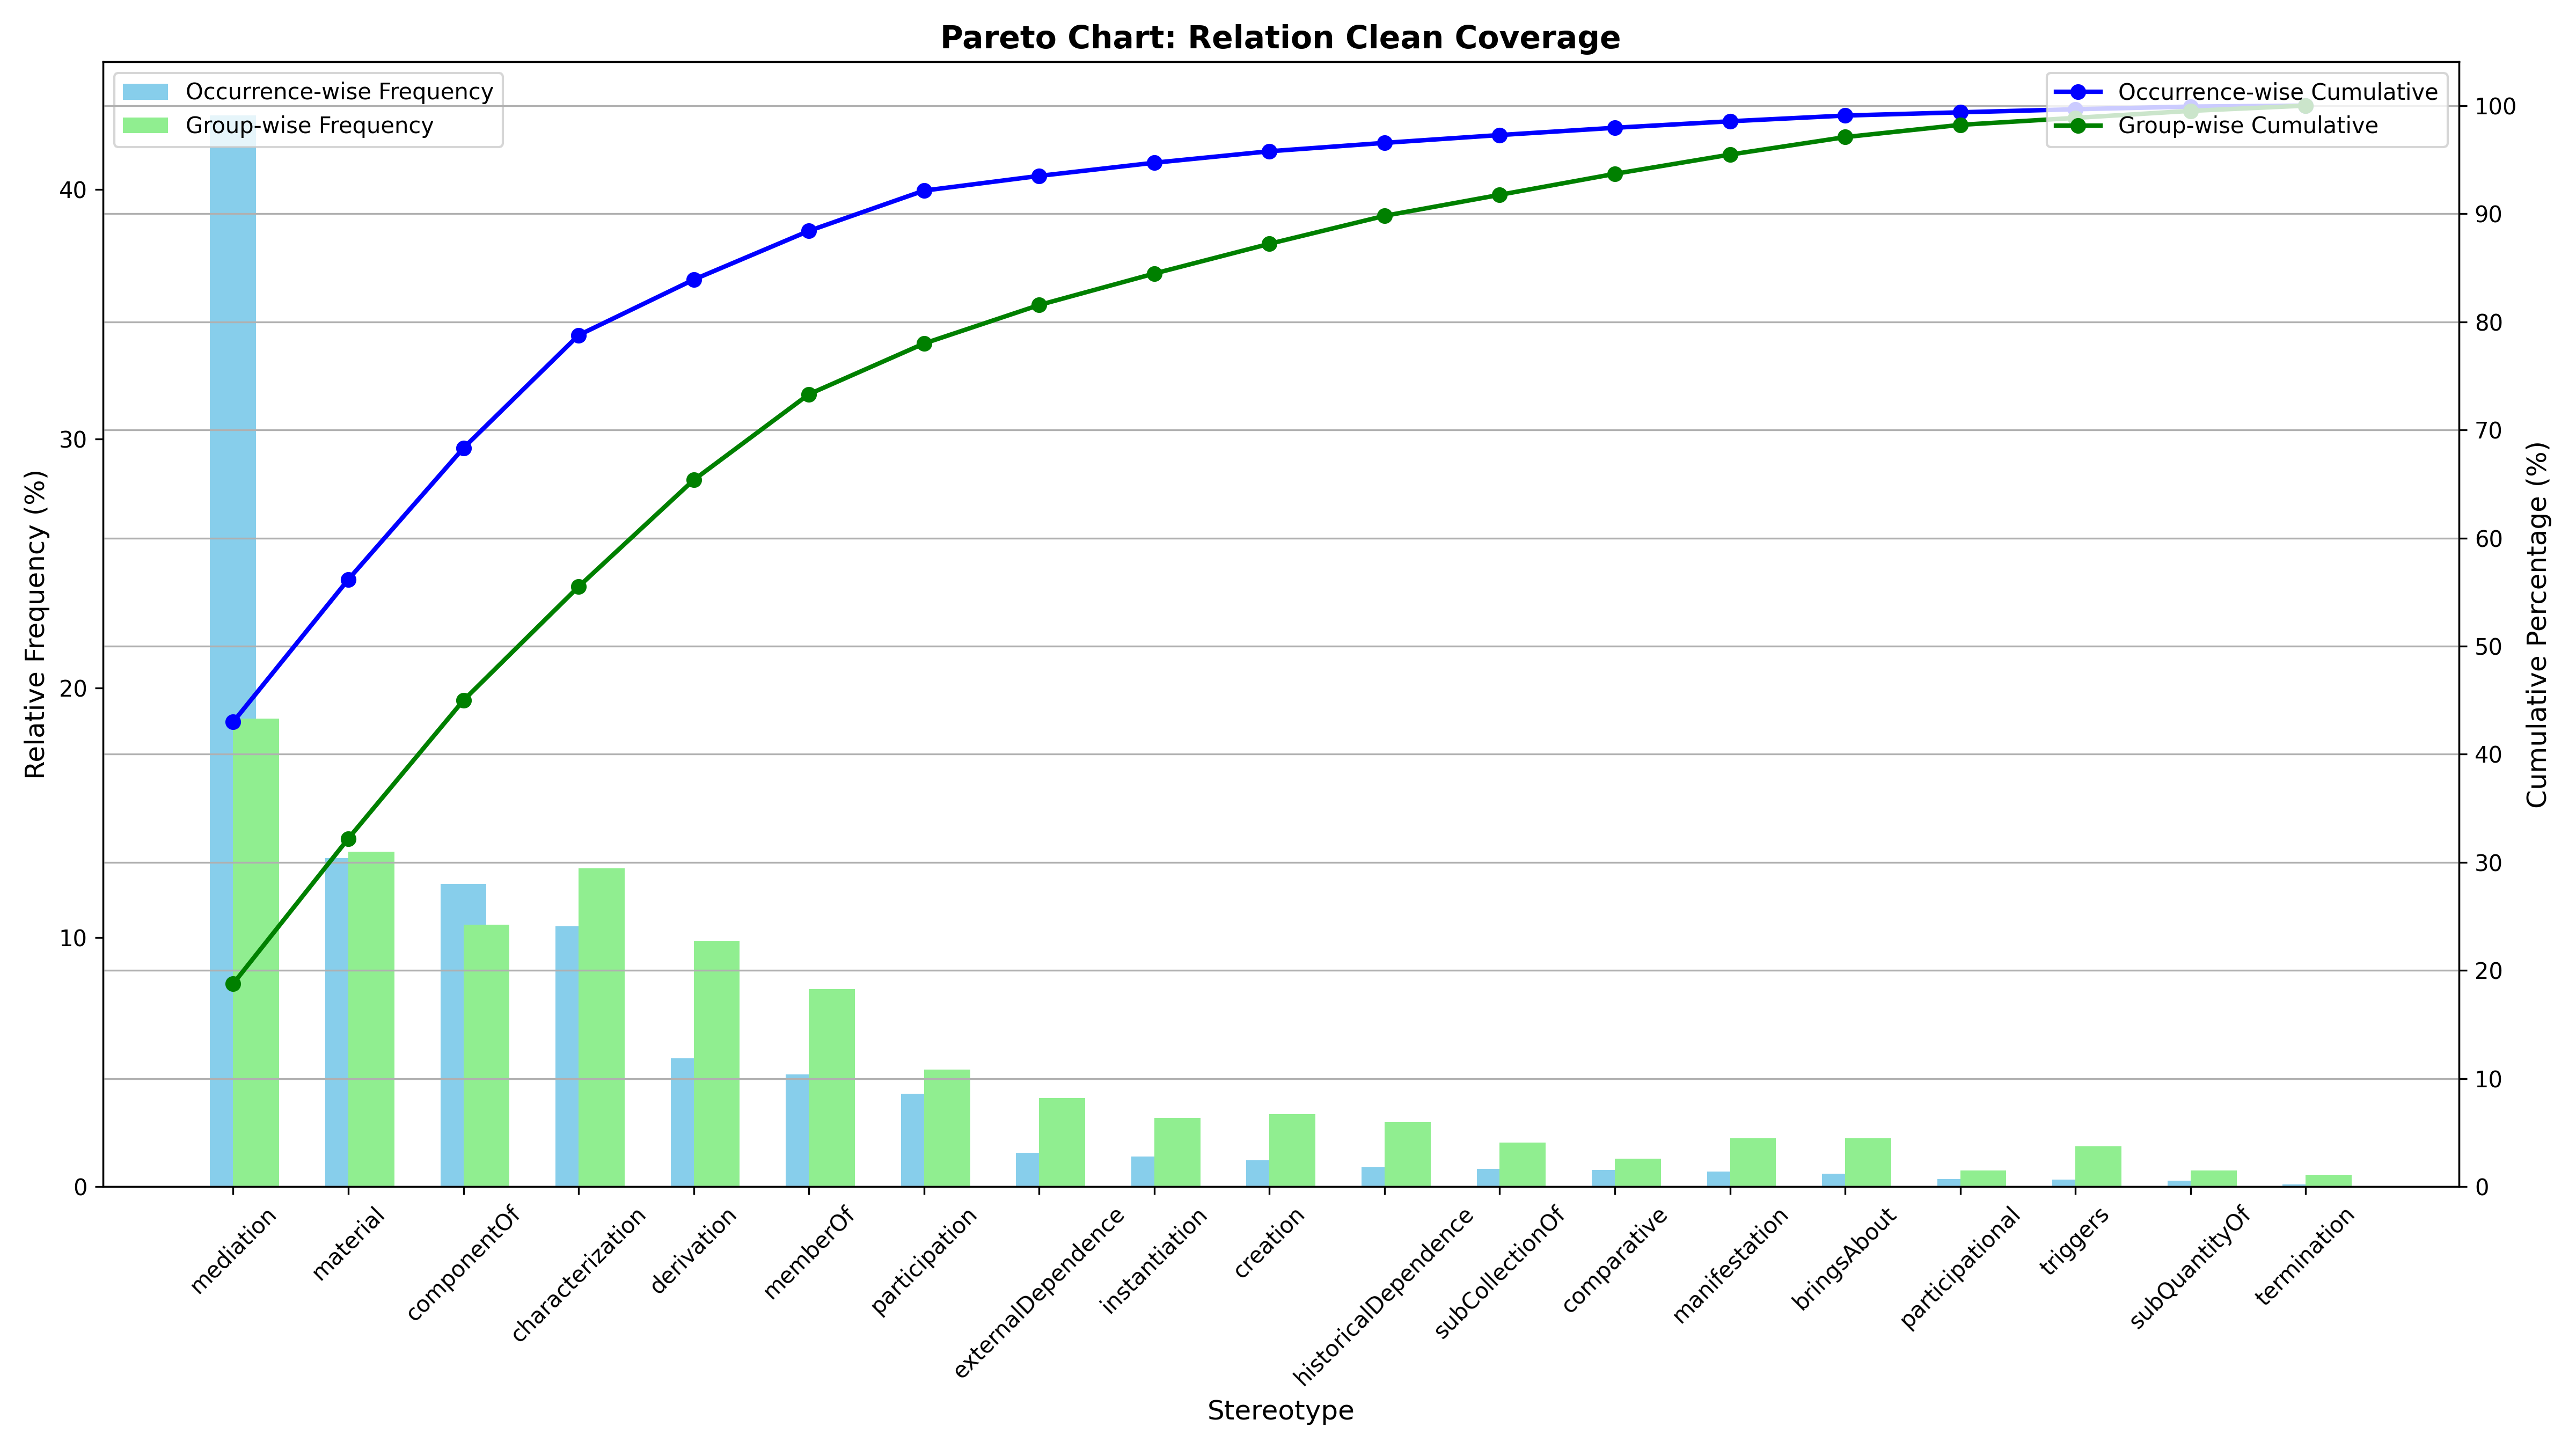 Pareto Chart: Relation Clean Coverage
Occurrence-wise Frequency
Group-wise Frequency
Occurrence-wise Cumulative
Group-wise Cumulative
Relative Frequency (%)
40
30
20
10
0
100
90
80
70
60
50
40
30
20
10
0
Cumulative Percentage (%)
mediation
material
componentOf
characterization
derivation
memberOf
participation
externalDependence
instantiation
creation
historicalDependence
subCollectionOf
comparative
manifestation
bringsAbout
participational
triggers
subQuantityOf
termination
Stereotype